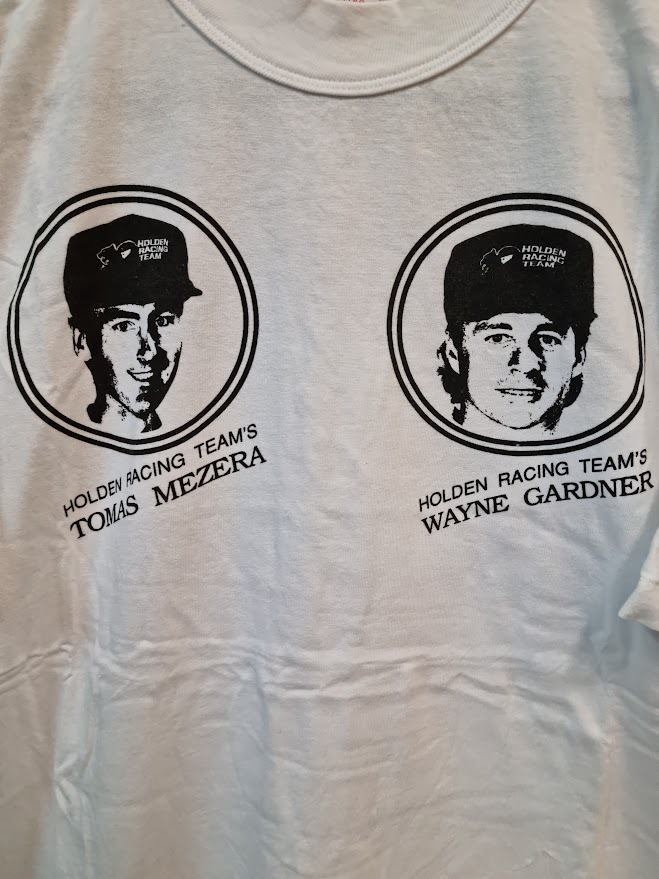 HOLDEN
RACING
TEAM
HOLDEN RACING TEAM'S
TOMAS MEZERA
HOLDEN
RACING
TEAM
HOLDEN RACING TEAM'S
WAYNE GARDNER